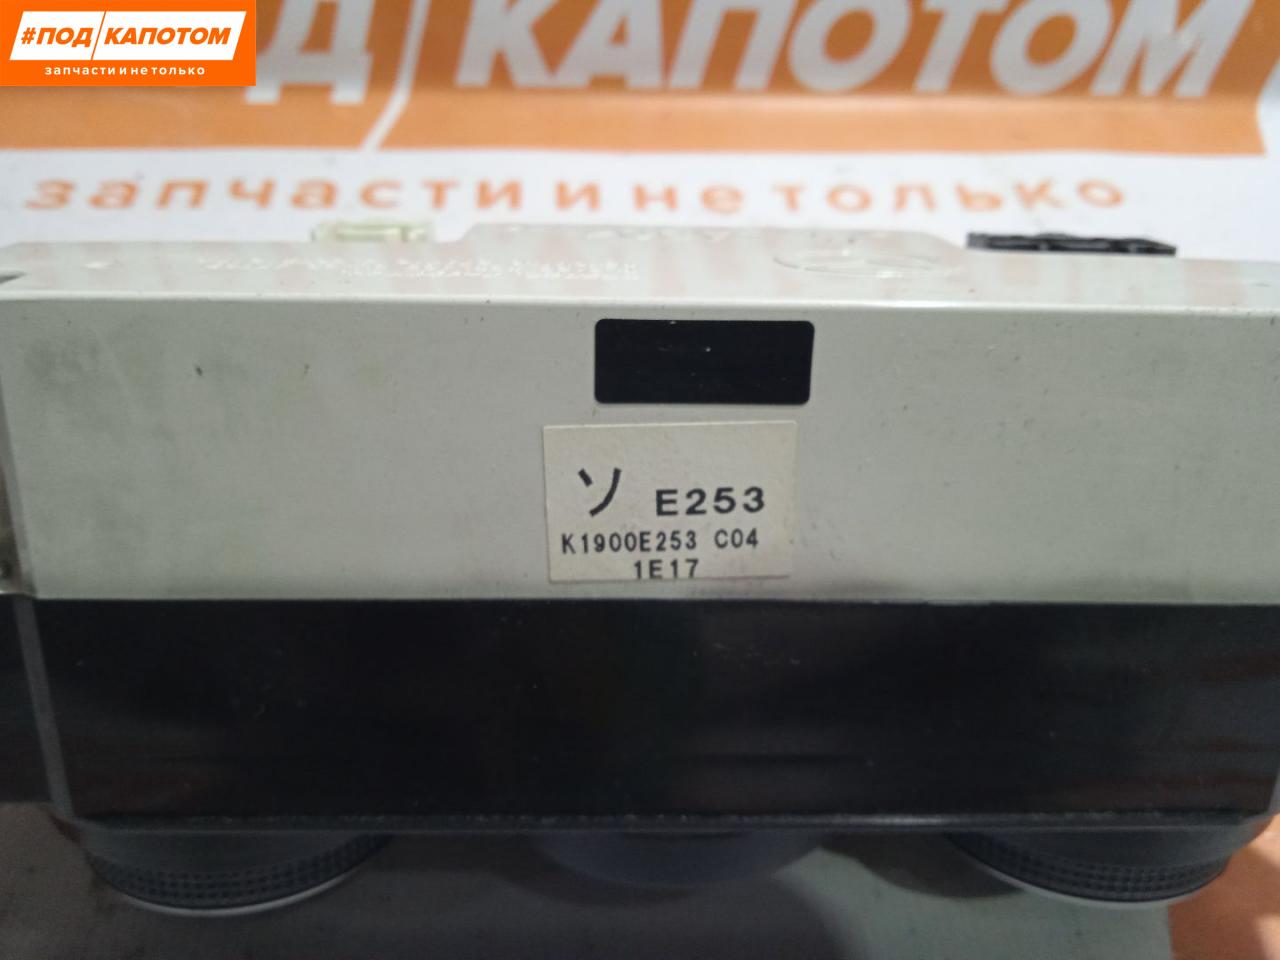 #ПОД КАПОТОМ
запчасти и не только
Д КАПОТОМ
запчасти и не только
ソ E253
K1900E253 C04
1E17